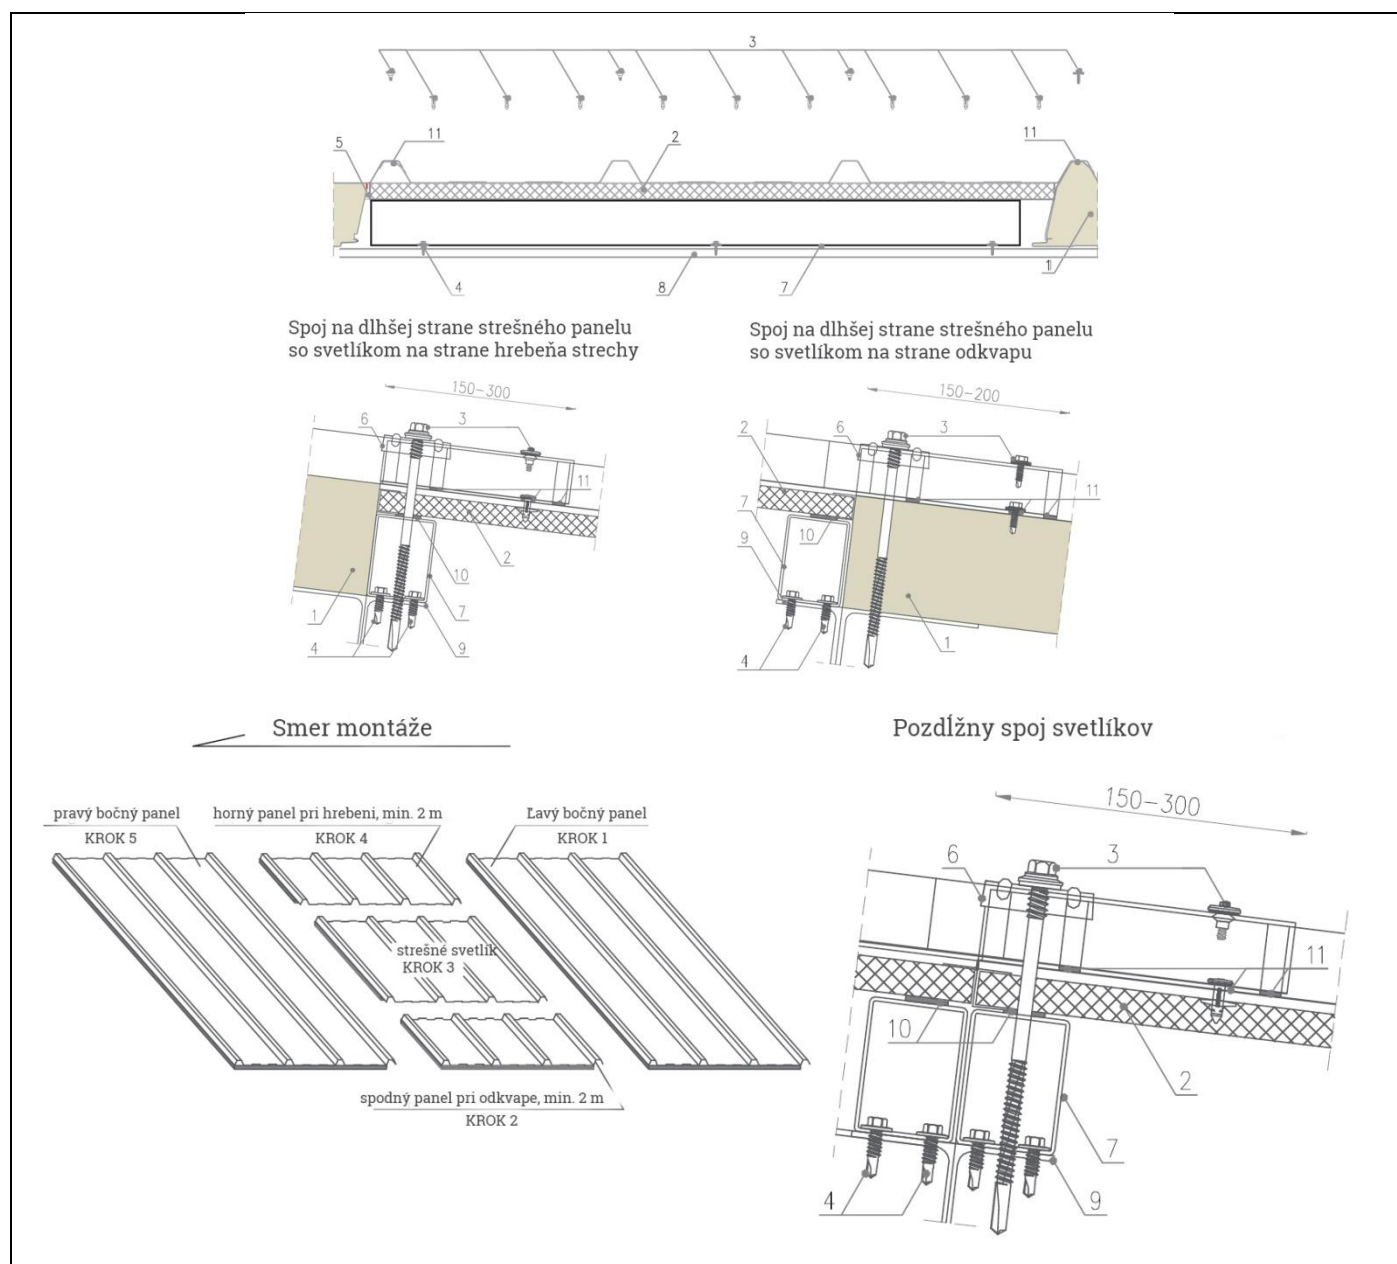 3
5
11
2
11
4
8
7
1
Spoj na dlhšej strane strešného panelu
so svetlíkom na strane hrebeňa strechy
Spoj na dlhšej strane strešného panelu
so svetlíkom na strane odkvapu
150-300
6
3
11
10
2
1
7
4
9
150-200
2
6
3
7
11
9
10
4
1
Smer montáže
Pozdĺžny spoj svetlíkov
pravý bočný panel
KROK 5
horný panel pri hrebeni, min. 2 m
KROK 4
Ľavý bočný panel
KROK 1
strešné svetlík
KROK 3
spodný panel pri odkvape, min. 2 m
KROK 2
150-300
6
3
11
10
2
7
4
9